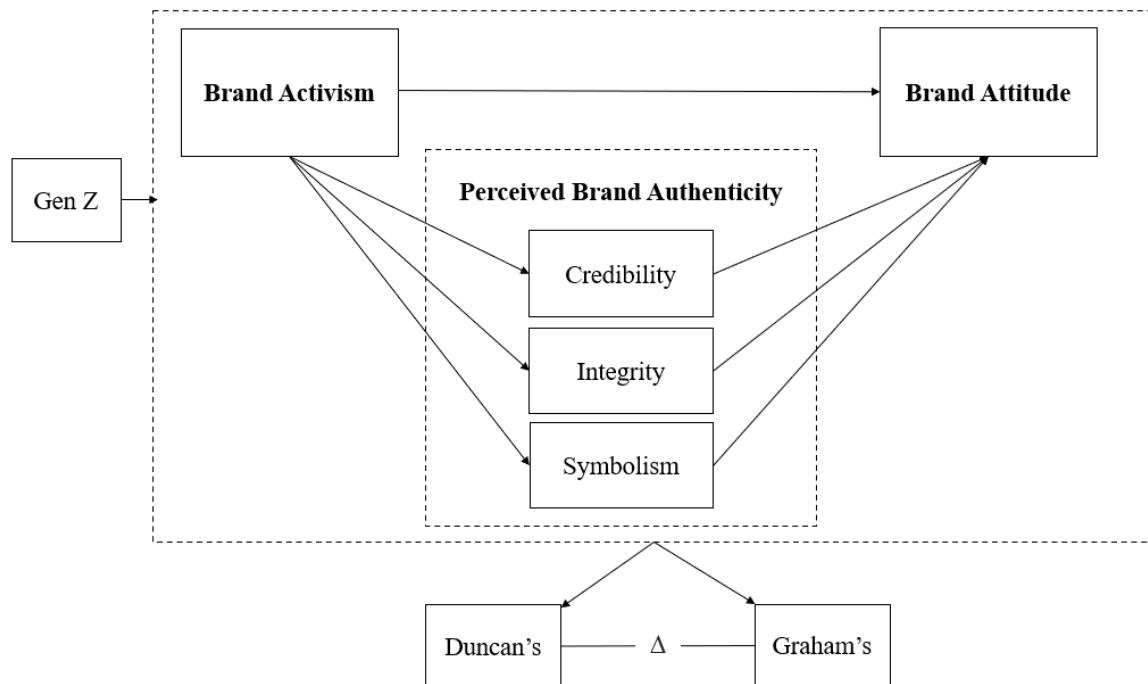 Brand Activism
Brand Attitude
Gen Z
Perceived Brand Authenticity
Credibility
Integrity
Symbolism
Duncan’s
Δ
Graham’s